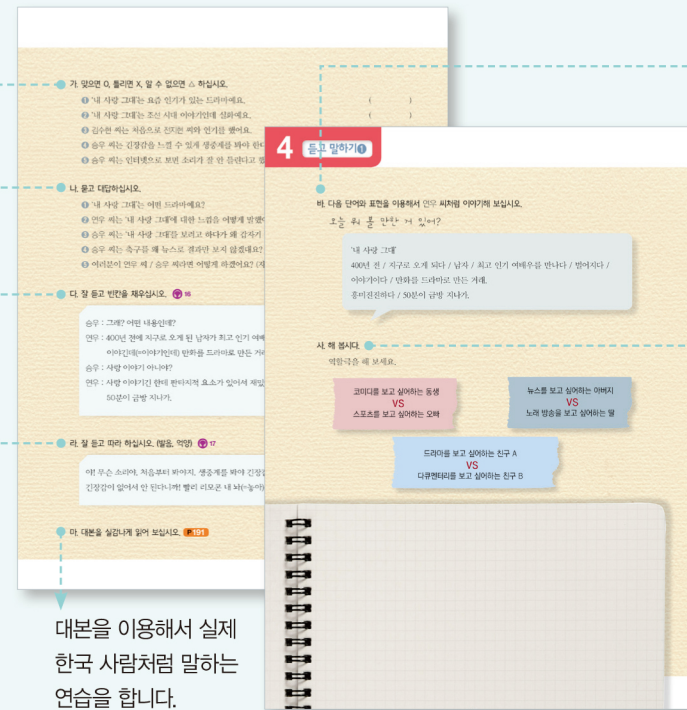 가. 맞으면 O, 틀리면 X, 알 수 없으면 △ 하십시오.
❶ '내 사랑 그대'는 요즘 인기가 있는 드라마예요. ( )
❷ '내 사랑 그대'는 조선 시대 이야기인데 실화예요. ( )
❸ 김수현 씨는 처음으로 전지현 씨와 연기를 했어요.
❹ 승우 씨는 긴장감을 느낄 수 있게 생중계를 봐야 한다
❺ 승우 씨는 인터넷으로 보면 소리가 잘 안 들린다고
나. 묻고 대답하십시오.
❶ '내 사랑 그대'는 어떤 드라마예요?
❷ 연우 씨는 '내 사랑 그대'에 대한 느낌을 어떻게 말했
❸ 승우 씨는 '내 사랑 그대'를 보려고 하다가 왜 갑자기
❹ 승우 씨는 축구를 왜 뉴스로 결과만 보지 않겠대요?
❺ 여러분이 연우 씨 / 승우 씨라면 어떻게 하겠어요?
다. 잘 듣고 빈칸을 채우십시오. 16
승우 : 그래? 어떤 내용인데?
연우 : 400년 전에 지구로 오게 된 남자가 최고 인기 여배
이야긴데(=이야기인데) 만화를 드라마로 만든 거
승우 : 사랑 이야기 아니야?
연우 : 사랑 이야기긴 한데 판타지적 요소가 있어서 재밌
50분이 금방 지나가.
라. 잘 듣고 따라 하십시오. (발음, 억양) 17
야! 무슨 소리야. 처음부터 봐야지. 생중계를 봐야 긴장
긴장감이 없어서 안 된다니까! 빨리 리모콘 내 놔(=놓아)
마. 대본을 실감나게 읽어 보십시오. P191
대본을 이용해서 실제
한국 사람처럼 말하는
연습을 합니다.
4 듣고 말하기❶
바. 다음 단어와 표현을 이용해서 연우 씨처럼 이야기해 보십시오.
오늘 뭐 볼 만한 거 있어?
'내 사랑 그대'
400년 전 / 지구로 오게 되다 / 남자 / 최고 인기 여배우를 만나다 / 벌어지다 /
이야기이다 / 만화를 드라마로 만든 거래.
흥미진진하다 / 50분이 금방 지나가.
사. 해 봅시다.
역할극을 해 보세요.
코미디를 보고 싶어하는 동생
VS
스포츠를 보고 싶어하는 오빠
뉴스를 보고 싶어하는 아버지
VS
노래 방송을 보고 싶어하는 딸
드라마를 보고 싶어하는 친구 A
VS
다큐멘터리를 보고 싶어하는 친구 B